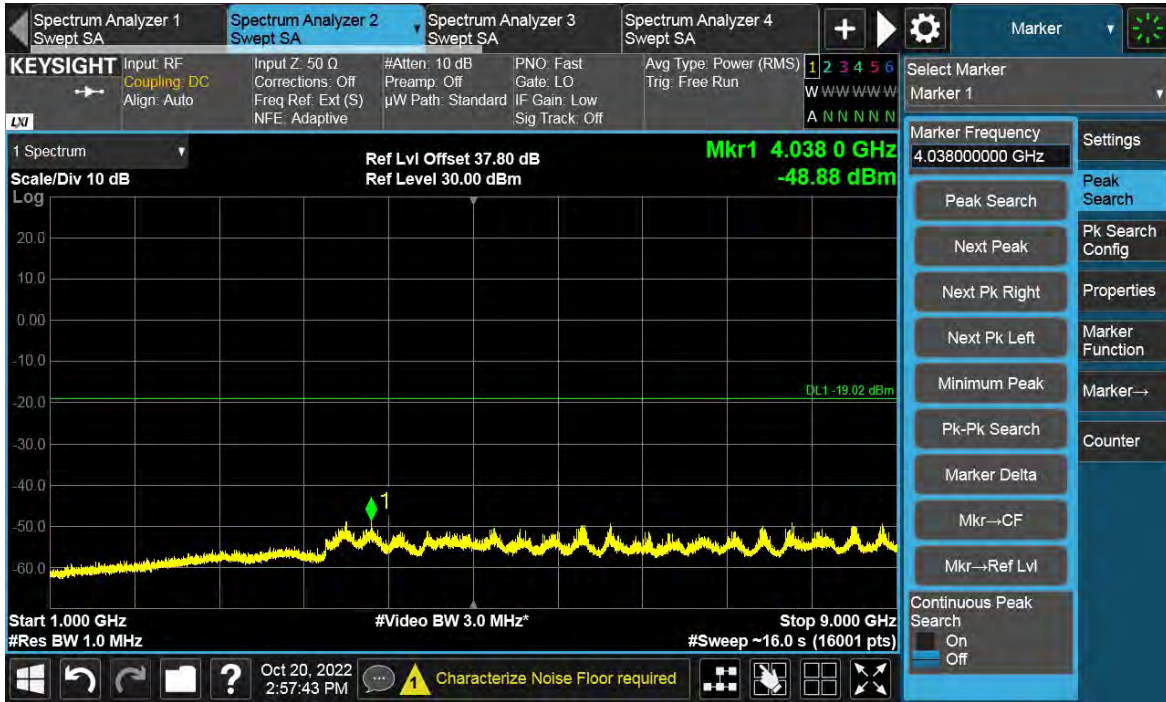 Spectrum Analyzer 1
Swept SA
Spectrum Analyzer 2
Swept SA
Spectrum Analyzer 3
Swept SA
Spectrum Analyzer 4
Swept SA
+
Marker
KEYSIGHT
LXI
Input: RF
Coupling: DC
Align: Auto
Input Z: 50 Ω
Corrections: Off
Freq Ref: Ext (S)
NFE: Adaptive
#Atten: 10 dB
Preamp: Off
µW Path: Standard
PNO: Fast
Gate: LO
IF Gain: Low
Sig Track: Off
Avg Type: Power (RMS)
Trig: Free Run
1 2 3 4 5 6
W W W W W W
A N N N N N
Select Marker
Marker 1
1 Spectrum
Scale/Div 10 dB
Ref Lvl Offset 37.80 dB
Ref Level 30.00 dBm
Mkr1 4.038 0 GHz
-48.88 dBm
Log
20.0
10.0
0.00
-10.0
-20.0
-30.0
-40.0
-50.0
-60.0
DL1 -19.02 dBm
1
Start 1.000 GHz
#Res BW 1.0 MHz
#Video BW 3.0 MHz*
Stop 9.000 GHz
#Sweep ~16.0 s (16001 pts)
Marker Frequency
4.038000000 GHz
Peak Search
Next Peak
Next Pk Right
Next Pk Left
Minimum Peak
Pk-Pk Search
Marker Delta
Mkr→CF
Mkr→Ref Lvl
Continuous Peak
Search
On
Off
Settings
Peak
Search
Pk Search
Config
Properties
Marker
Function
Marker→
Counter
?
Oct 20, 2022
2:57:43 PM
1
Characterize Noise Floor required